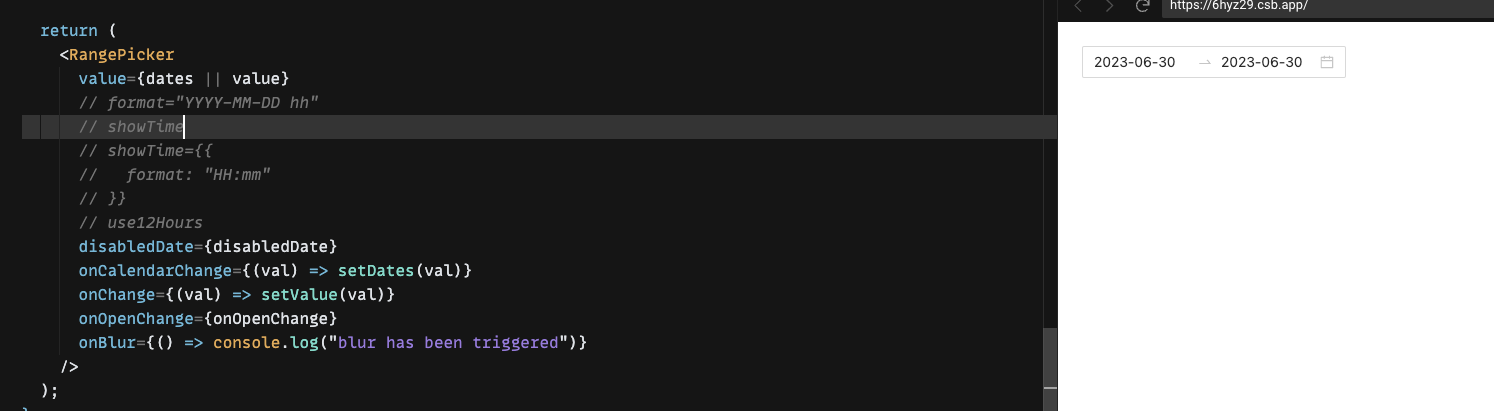 https://6hyz29.csb.app/
return (
<RangePicker
value={dates || value}
// format="YYYY-MM-DD hh"
// showTime
// showTime={{
//   format: "HH:mm"
// }}
// use12Hours
disabledDate={disabledDate}
onCalendarChange={(val) => setDates(val)}
onChange={(val) => setValue(val)}
onOpenChange={onOpenChange}
onBlur={() => console.log("blur has been triggered")}
/>
);
2023-06-30 → 2023-06-30